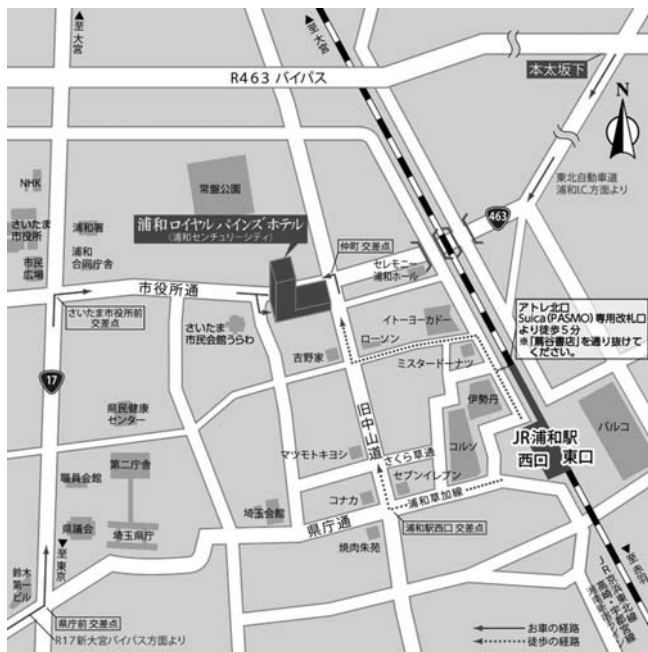 至大宮
至大宮
R463 バイパス
本太坂下
N
東北自動車道
浦和I.C.方面より
463
NHK
さいたま
市役所
浦和署
市民
広場
浦和
合同庁舎
常盤公園
浦和ロイヤルパインズホテル
(浦和センチュリーシティ)
仲町 交差点
セレモニー
浦和ホール
市役所通
さいたま市役所前
交差点
さいたま
市民会館うらわ
イトーヨーカドー
ローソン
吉野家
ミスタードーナツ
アトレ北口
Suica(PASMO)専用改札口
より徒歩5分
※「蔦谷書店」を通り抜けて
ください。
17
県民健康
センター
旧中山道
伊勢丹
コルソ
JR浦和駅
西口 東口
パルコ
マツモトキヨシ
さくら草通
セブンイレブン
職員会館
第二庁舎
埼玉会館
コナカ
浦和草加線
浦和駅西口 交差点
県庁通
焼肉朱苑
県議会
埼玉県庁
至東京
鈴木
第一
ビル
県庁前 交差点
R17新大宮バイパス方面より
至赤羽
JR京浜東北線
高崎・宇都宮線
湘南新宿ライン
お車の経路
徒歩の経路